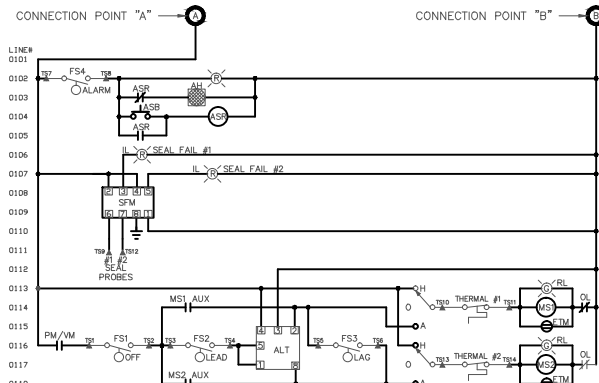 CONNECTION POINT "A" A CONNECTION POINT "B" B
LINE#
0101
0102 TS7 FS4 TS8 R
ALARM
0103 ASR AH
0104 ASB ASR
0105 ASR
0106 IL R SEAL FAIL #1
0107 IL R SEAL FAIL #2
0108 2 3 4 5
SFM
0109 6 7 8 1
0110
0111 TS9 TS12
#1 #2
SEAL
PROBES
0112
0113 H G RL
0114 MS1 AUX O TS10 THERMAL #1 TS11 MS1 OL
0115 4 3 2 A ETM
0116 PM/VM TS1 FS1 TS2 TS3 FS2 TS4 5 ALT TS5 FS3 TS6 H G RL
OFF LEAD LAG
0117 1 8 O TS13 THERMAL #2 TS14 MS2 OL
MS2 AUX A ETM